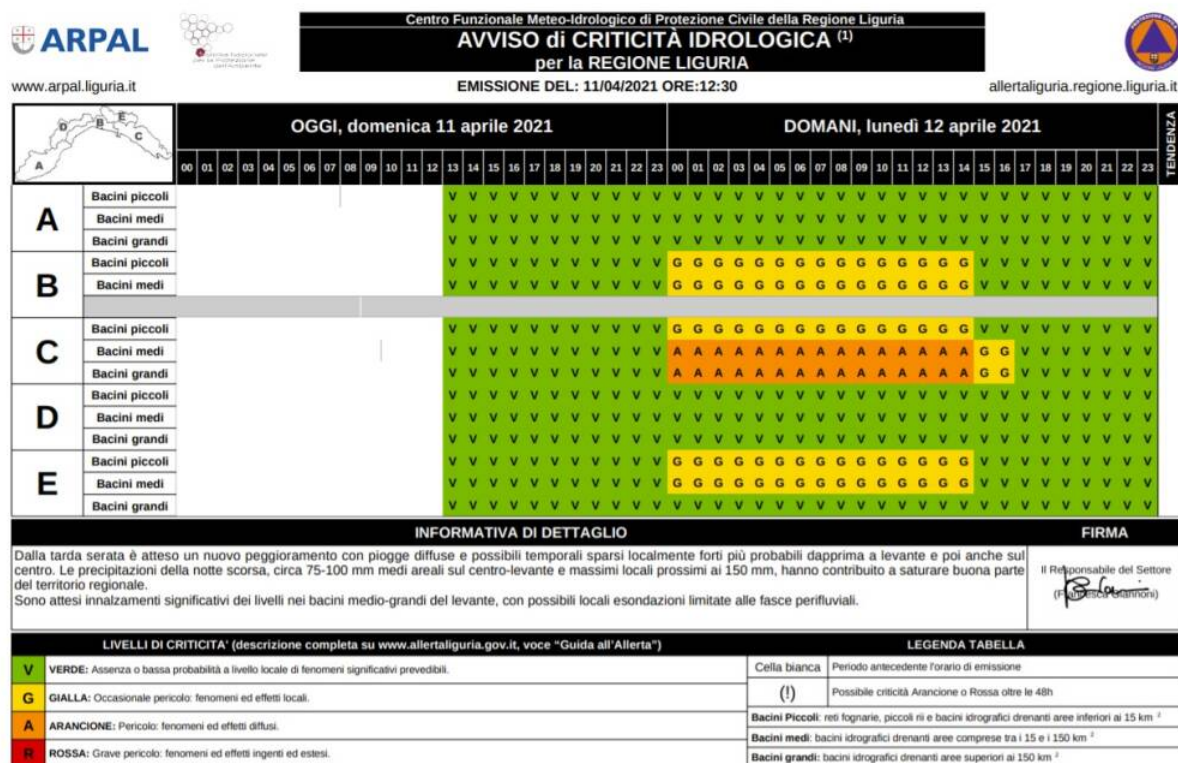 Centro Funzionale Meteo-Idrologico di Protezione Civile della Regione Liguria
ARPAL
AVVISO di CRITICITÀ IDROLOGICA (1)
per la REGIONE LIGURIA
www.arpal.liguria.it
EMISSIONE DEL: 11/04/2021 ORE:12:30
allertaliguria.regione.liguria.it
OGGI, domenica 11 aprile 2021
DOMANI, lunedì 12 aprile 2021
TENDENZA
A B C D E
00 01 02 03 04 05 06 07 08 09 10 11 12 13 14 15 16 17 18 19 20 21 22 23 00 01 02 03 04 05 06 07 08 09 10 11 12 13 14 15 16 17 18 19 20 21 22 23
A
Bacini piccoli V V V V V V V V V V V V V V V V V V V V V V V V V V V V V V V V V V V
Bacini medi V V V V V V V V V V V V V V V V V V V V V V V V V V V V V V V V V V V
Bacini grandi V V V V V V V V V V V V V V V V V V V V V V V V V V V V V V V V V V V
B
Bacini piccoli V V V V V V V V V V V G G G G G G G G G G G G G G G V V V V V V V V V
Bacini medi V V V V V V V V V V V G G G G G G G G G G G G G G G V V V V V V V V V
C
Bacini piccoli V V V V V V V V V V V G G G G G G G G G G G G G G G V V V V V V V V V
Bacini medi V V V V V V V V V V V A A A A A A A A A A A A A A A G G V V V V V V V
Bacini grandi V V V V V V V V V V V A A A A A A A A A A A A A A A G G V V V V V V V
D
Bacini piccoli V V V V V V V V V V V V V V V V V V V V V V V V V V V V V V V V V V V
Bacini medi V V V V V V V V V V V V V V V V V V V V V V V V V V V V V V V V V V V
Bacini grandi V V V V V V V V V V V V V V V V V V V V V V V V V V V V V V V V V V V
E
Bacini piccoli V V V V V V V V V V V G G G G G G G G G G G G G G G V V V V V V V V V
Bacini medi V V V V V V V V V V V G G G G G G G G G G G G G G G V V V V V V V V V
Bacini grandi V V V V V V V V V V V V V V V V V V V V V V V V V V V V V V V V V V V
INFORMATIVA DI DETTAGLIO
Dalla tarda serata è atteso un nuovo peggioramento con piogge diffuse e possibili temporali sparsi localmente forti più probabili dapprima a levante e poi anche sul
centro. Le precipitazioni della notte scorsa, circa 75-100 mm medi areali sul centro-levante e massimi locali prossimi ai 150 mm, hanno contribuito a saturare buona parte
del territorio regionale.
Sono attesi innalzamenti significativi dei livelli nei bacini medio-grandi del levante, con possibili locali esondazioni limitate alle fasce perifluviali.
FIRMA
Il Responsabile del Settore
(Francesca Giannoni)
LIVELLI DI CRITICITA' (descrizione completa su www.allertaliguria.gov.it, voce “Guida all'Allerta”)
V VERDE: Assenza o bassa probabilità a livello locale di fenomeni significativi prevedibili.
G GIALLA: Occasionale pericolo: fenomeni ed effetti locali.
A ARANCIONE: Pericolo: fenomeni ed effetti diffusi.
R ROSSA: Grave pericolo: fenomeni ed effetti ingenti ed estesi.
LEGENDA TABELLA
Cella bianca Periodo antecedente l'orario di emissione
(!) Possibile criticità Arancione o Rossa oltre le 48h
Bacini Piccoli: reti fognarie, piccoli rii e bacini idrografici drenanti aree inferiori ai 15 km ²
Bacini medi: bacini idrografici drenanti aree comprese tra i 15 e i 150 km ²
Bacini grandi: bacini idrografici drenanti aree superiori ai 150 km ²